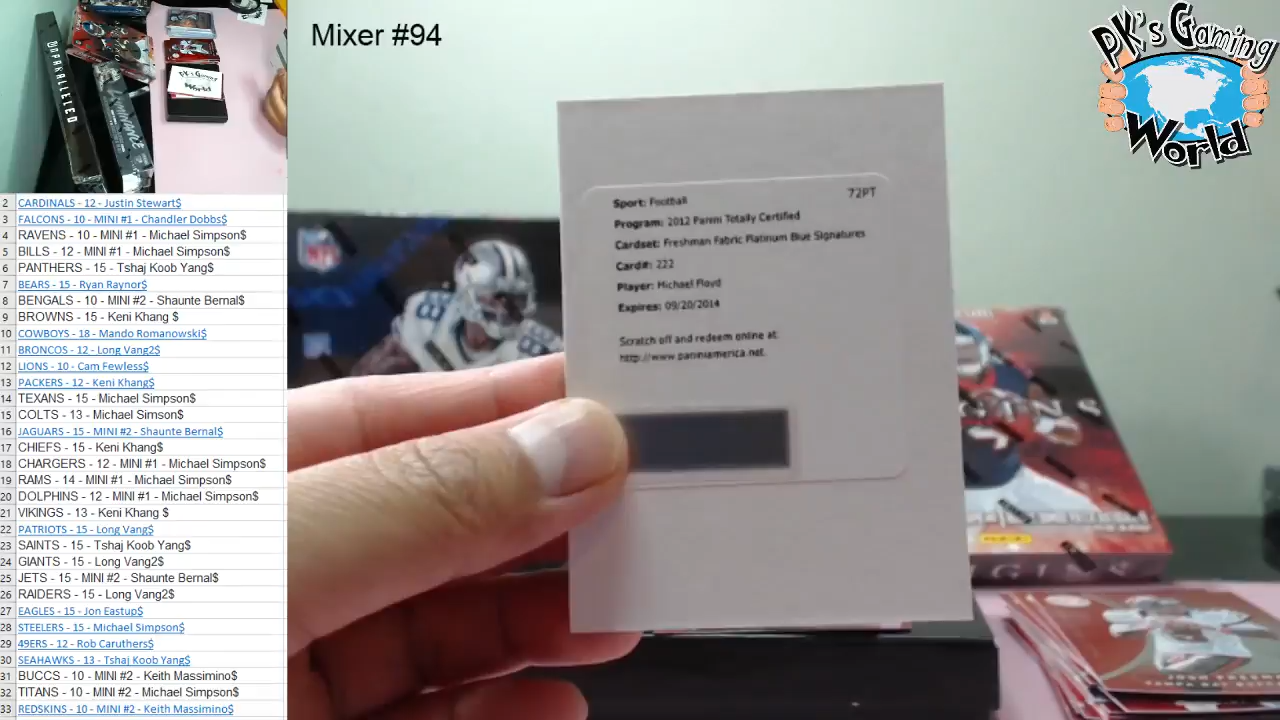 Mixer #94
PK's Gaming
World
UNPARALLELED
PK's Gaming
World
NFL
72PT
Sport: Football
Program: 2012 Panini Totally Certified
Cardset: Freshman Fabric Platinum Blue Signatures
Card#: 222
Player: Michael Floyd
Expires: 09/20/2014
Scratch off and redeem online at:
http://www.paniniamerica.net.
88
2 CARDINALS - 12 - Justin Stewart$
3 FALCONS - 10 - MINI #1 - Chandler Dobbs$
4 RAVENS - 10 - MINI #1 - Michael Simpson$
5 BILLS - 12 - MINI #1 - Michael Simpson$
6 PANTHERS - 15 - Tshaj Koob Yang$
7 BEARS - 15 - Ryan Raynor$
8 BENGALS - 10 - MINI #2 - Shaunte Bernal$
9 BROWNS - 15 - Keni Khang $
10 COWBOYS - 18 - Mando Romanowski$
11 BRONCOS - 12 - Long Vang2$
12 LIONS - 10 - Cam Fewless$
13 PACKERS - 12 - Keni Khang$
14 TEXANS - 15 - Michael Simpson$
15 COLTS - 13 - Michael Simson$
16 JAGUARS - 15 - MINI #2 - Shaunte Bernal$
17 CHIEFS - 15 - Keni Khang$
18 CHARGERS - 12 - MINI #1 - Michael Simpson$
19 RAMS - 14 - MINI #1 - Michael Simpson$
20 DOLPHINS - 12 - MINI #1 - Michael Simpson$
21 VIKINGS - 13 - Keni Khang $
22 PATRIOTS - 15 - Long Vang$
23 SAINTS - 15 - Tshaj Koob Yang$
24 GIANTS - 15 - Long Vang2$
25 JETS - 15 - MINI #2 - Shaunte Bernal$
26 RAIDERS - 15 - Long Vang2$
27 EAGLES - 15 - Jon Eastup$
28 STEELERS - 15 - Michael Simpson$
29 49ERS - 12 - Rob Caruthers$
30 SEAHAWKS - 13 - Tshaj Koob Yang$
31 BUCCS - 10 - MINI #2 - Keith Massimino$
32 TITANS - 10 - MINI #2 - Michael Simpson$
33 REDSKINS - 10 - MINI #2 - Keith Massimino$
JOSH FREEMAN
TAMPA BAY